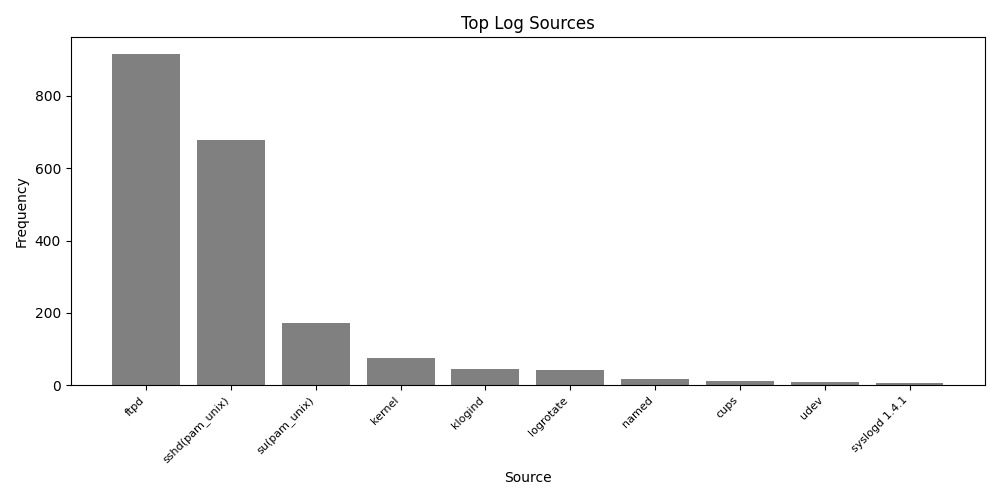 Top Log Sources
Frequency
800
600
400
200
0
ftpd
sshd(pam_unix)
su(pam_unix)
kernel
klogind
logrotate
named
cups
udev
syslogd 1.4.1
Source